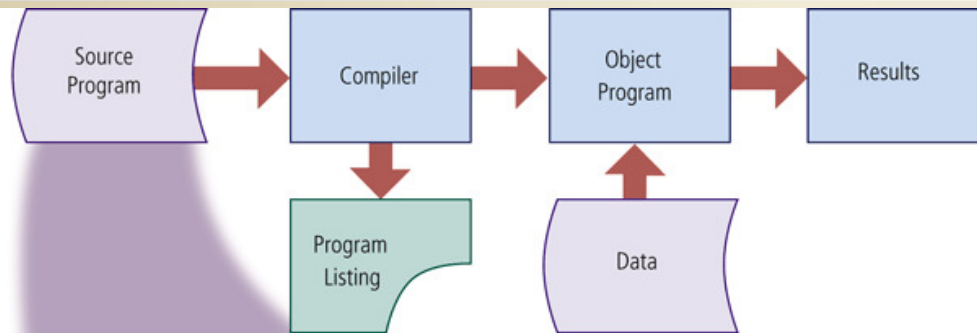 Source
Program
Compiler
Object
Program
Results
Program
Listing
Data